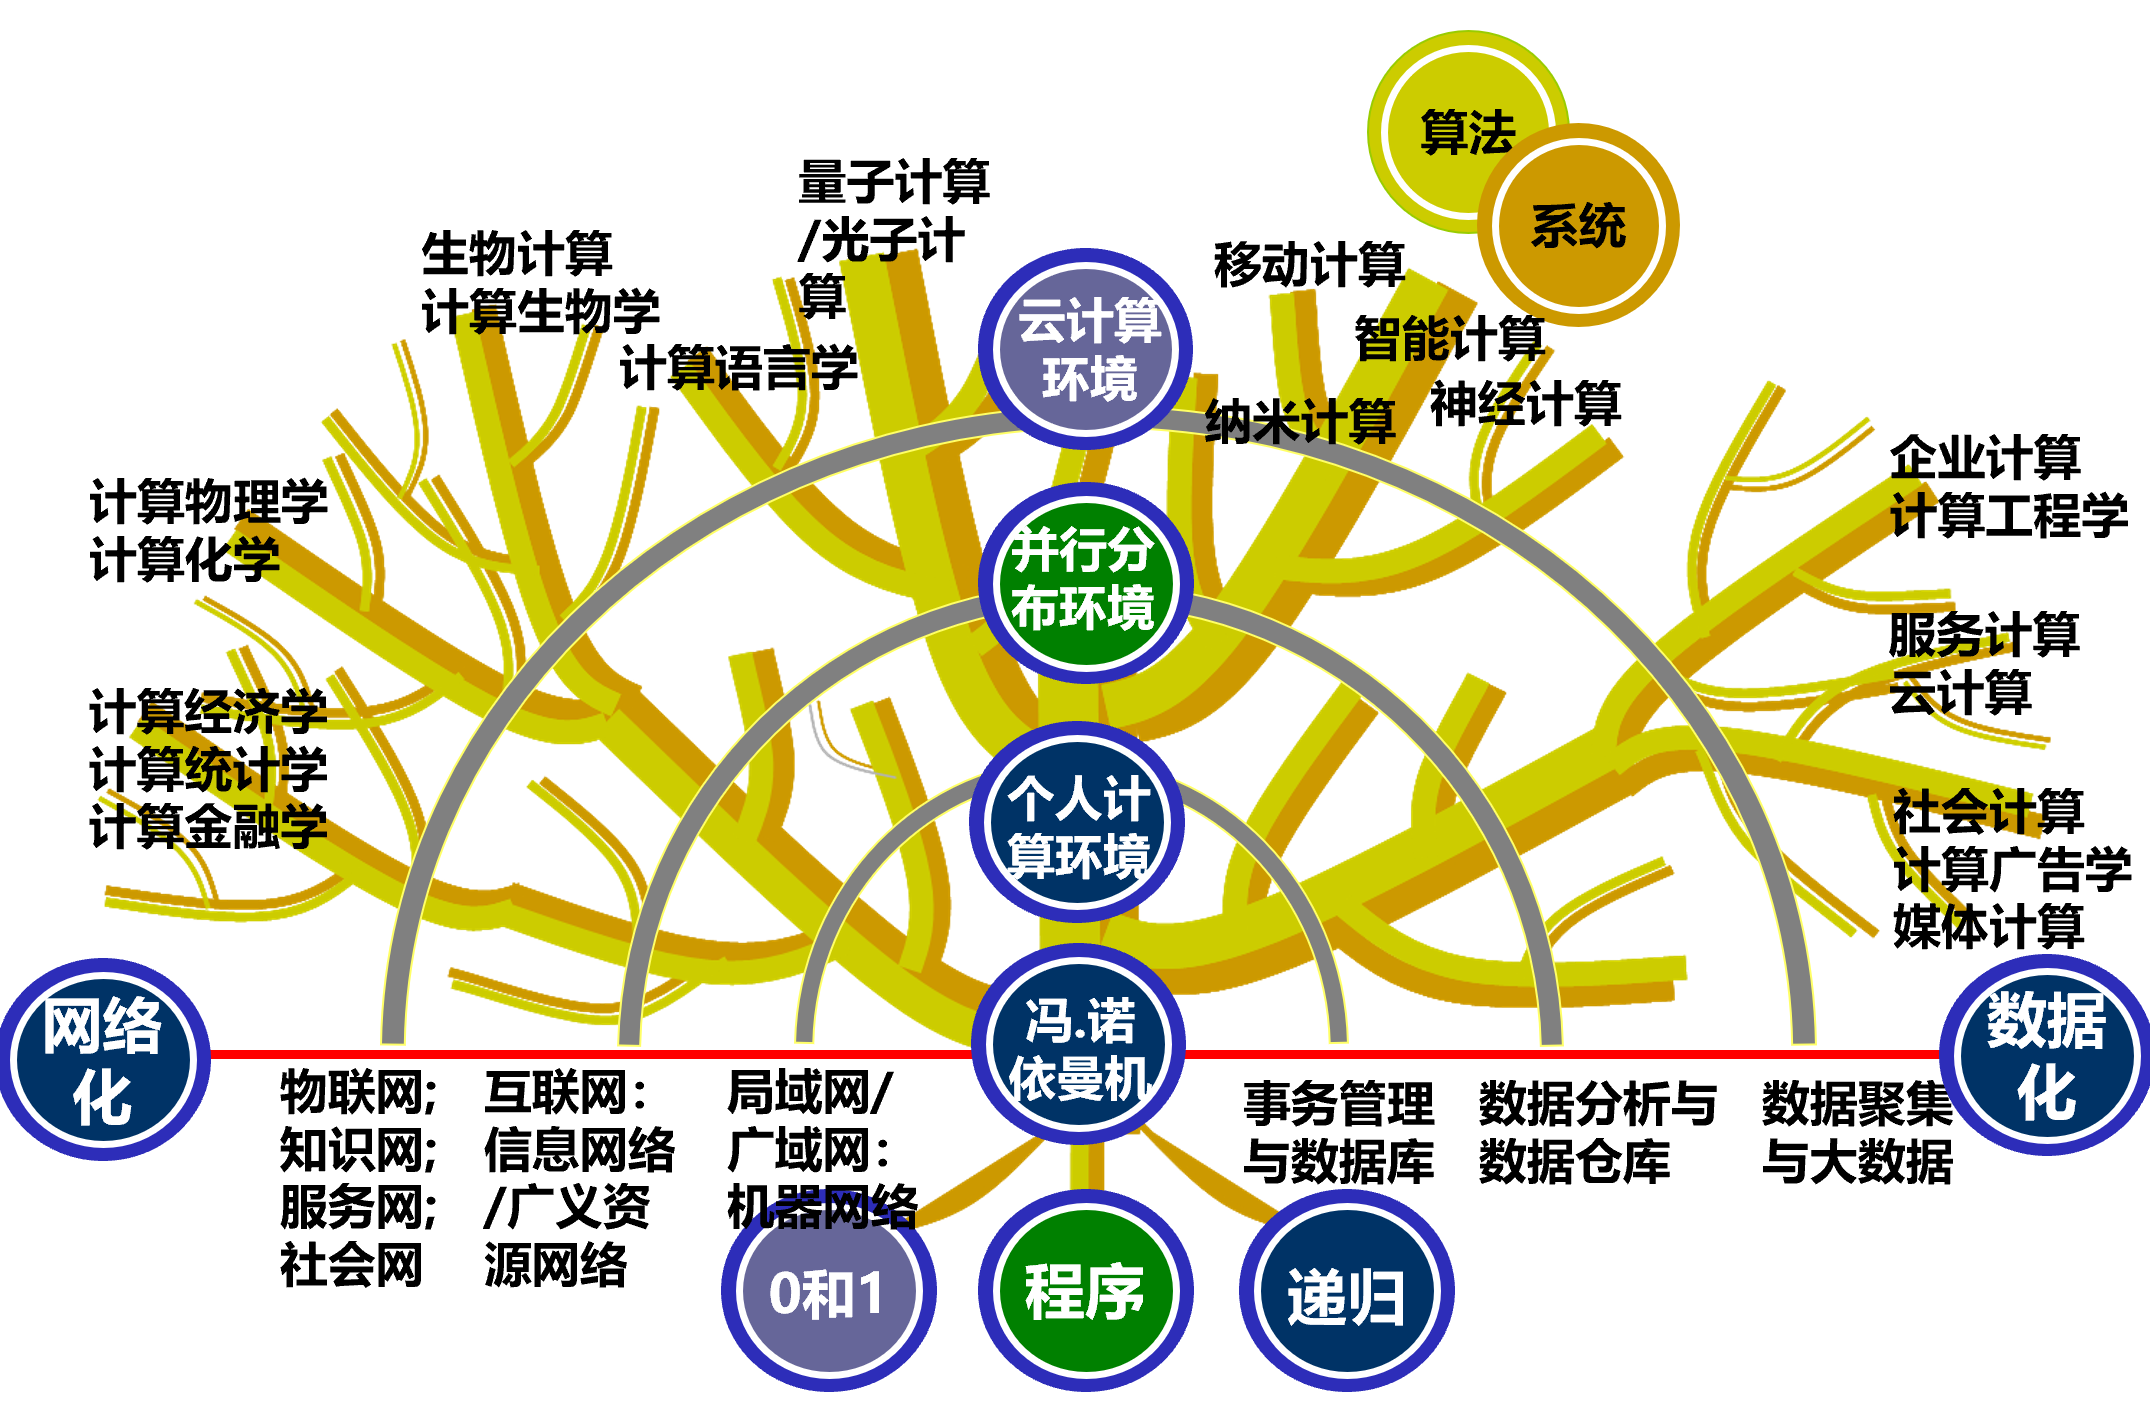 算法
系统
量子计算
/光子计
算
生物计算
计算生物学
计算语言学
移动计算
智能计算
神经计算
纳米计算
云计算
环境
计算物理学
计算化学
企业计算
计算工程学
并行分
布环境
服务计算
云计算
计算经济学
计算统计学
计算金融学
个人计
算环境
社会计算
计算广告学
媒体计算
网络
化
冯.诺
依曼机
数据
化
物联网;
知识网;
服务网;
社会网
互联网：
信息网络
/广义资
源网络
局域网/
广域网：
机器网络
事务管理
与数据库
数据分析与
数据仓库
数据聚集
与大数据
0和1
程序
递归